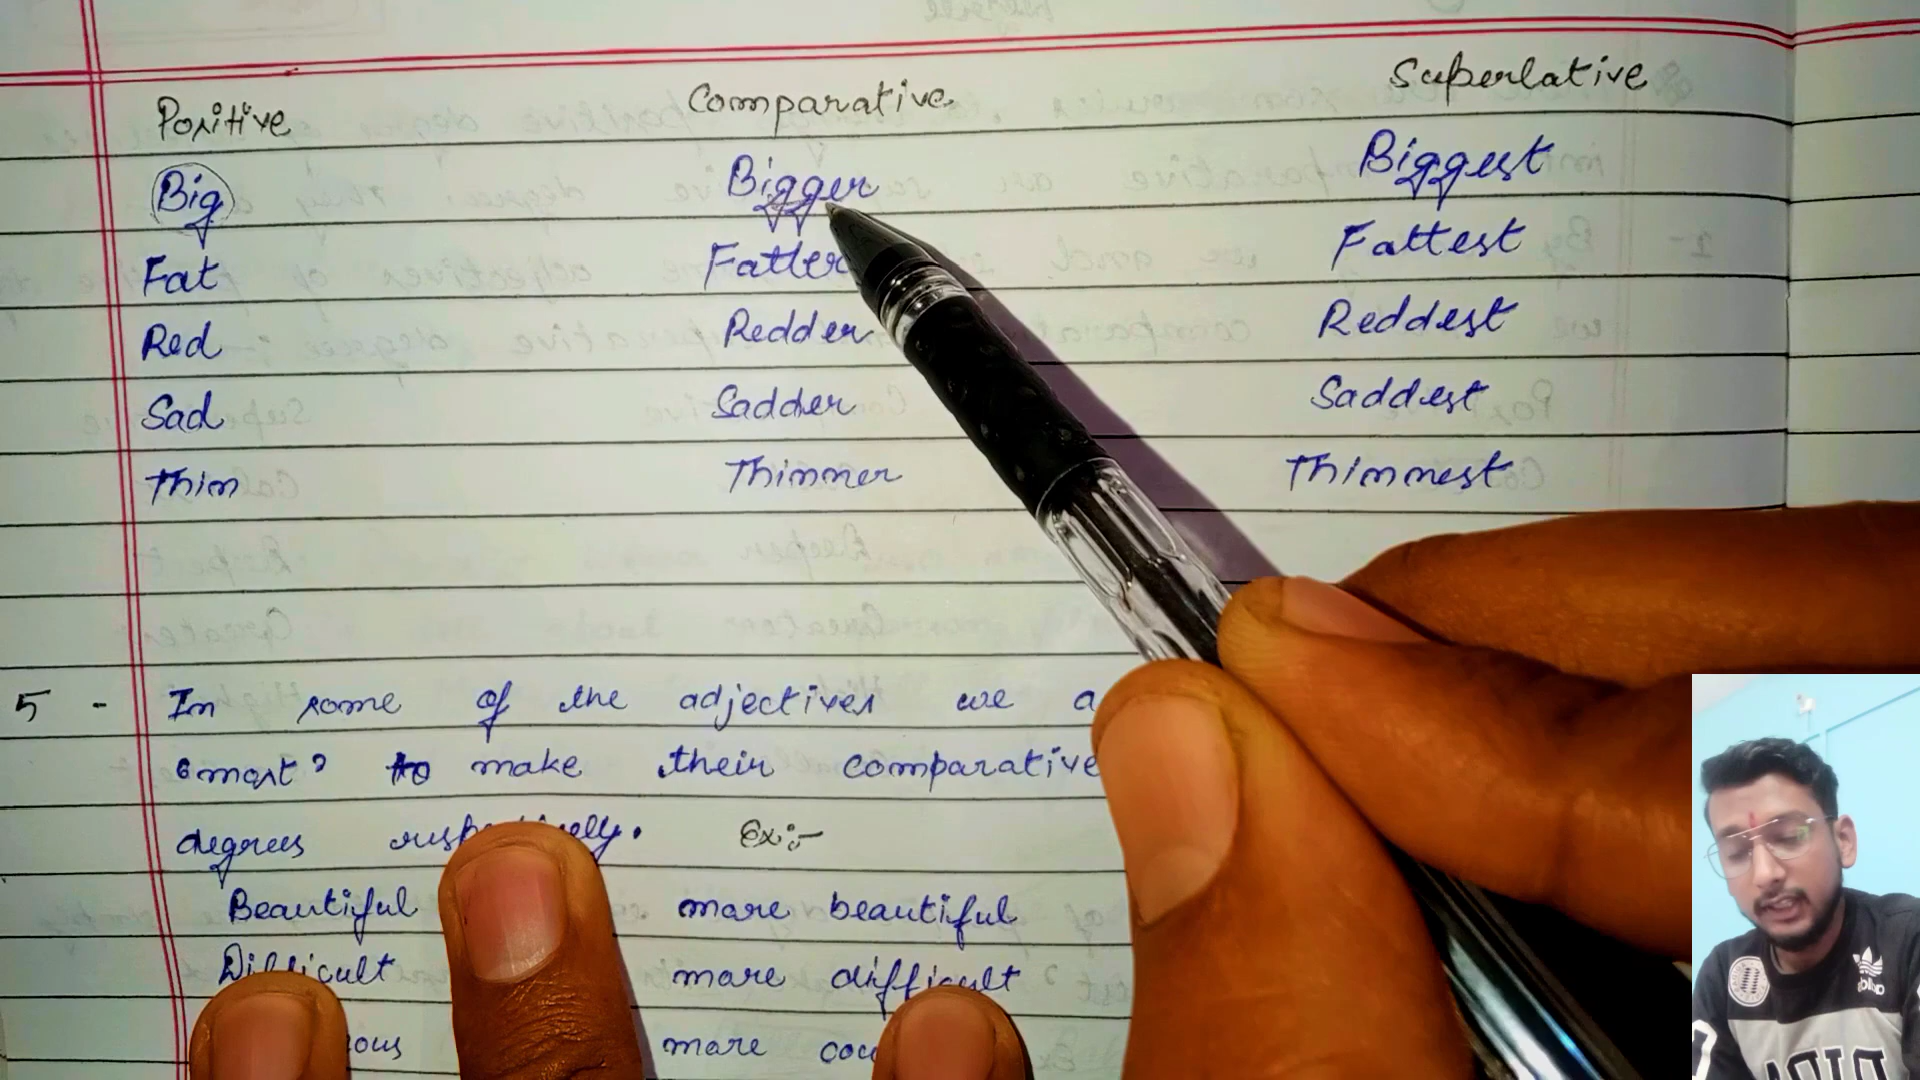 Positive Comparative Superlative
Big Bigger Biggest
Fat Fatter Fattest
Red Redder Reddest
Sad Sadder Saddest
Thin Thinner Thinnest
5 - In some of the adjectives we a
'most' to make their comparative
degrees respectively. Ex:-
Beautiful more beautiful
Difficult more difficult
more